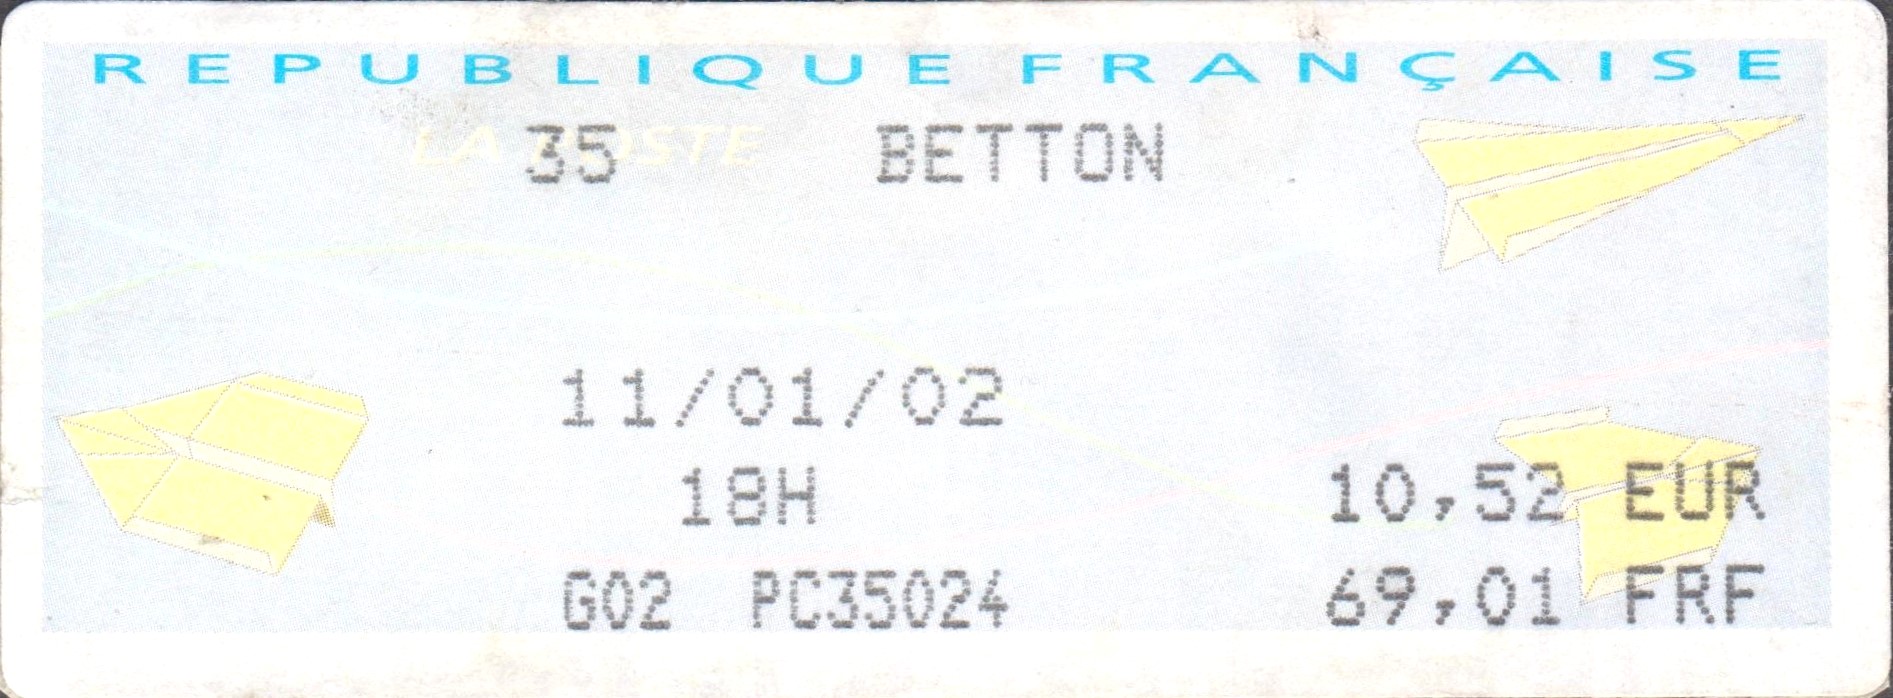 REPUBLIQUE FRANÇAISE
LA POSTE
35 BETTON
11/01/02
18H 10,52 EUR
G02 PC35024 69,01 FRF